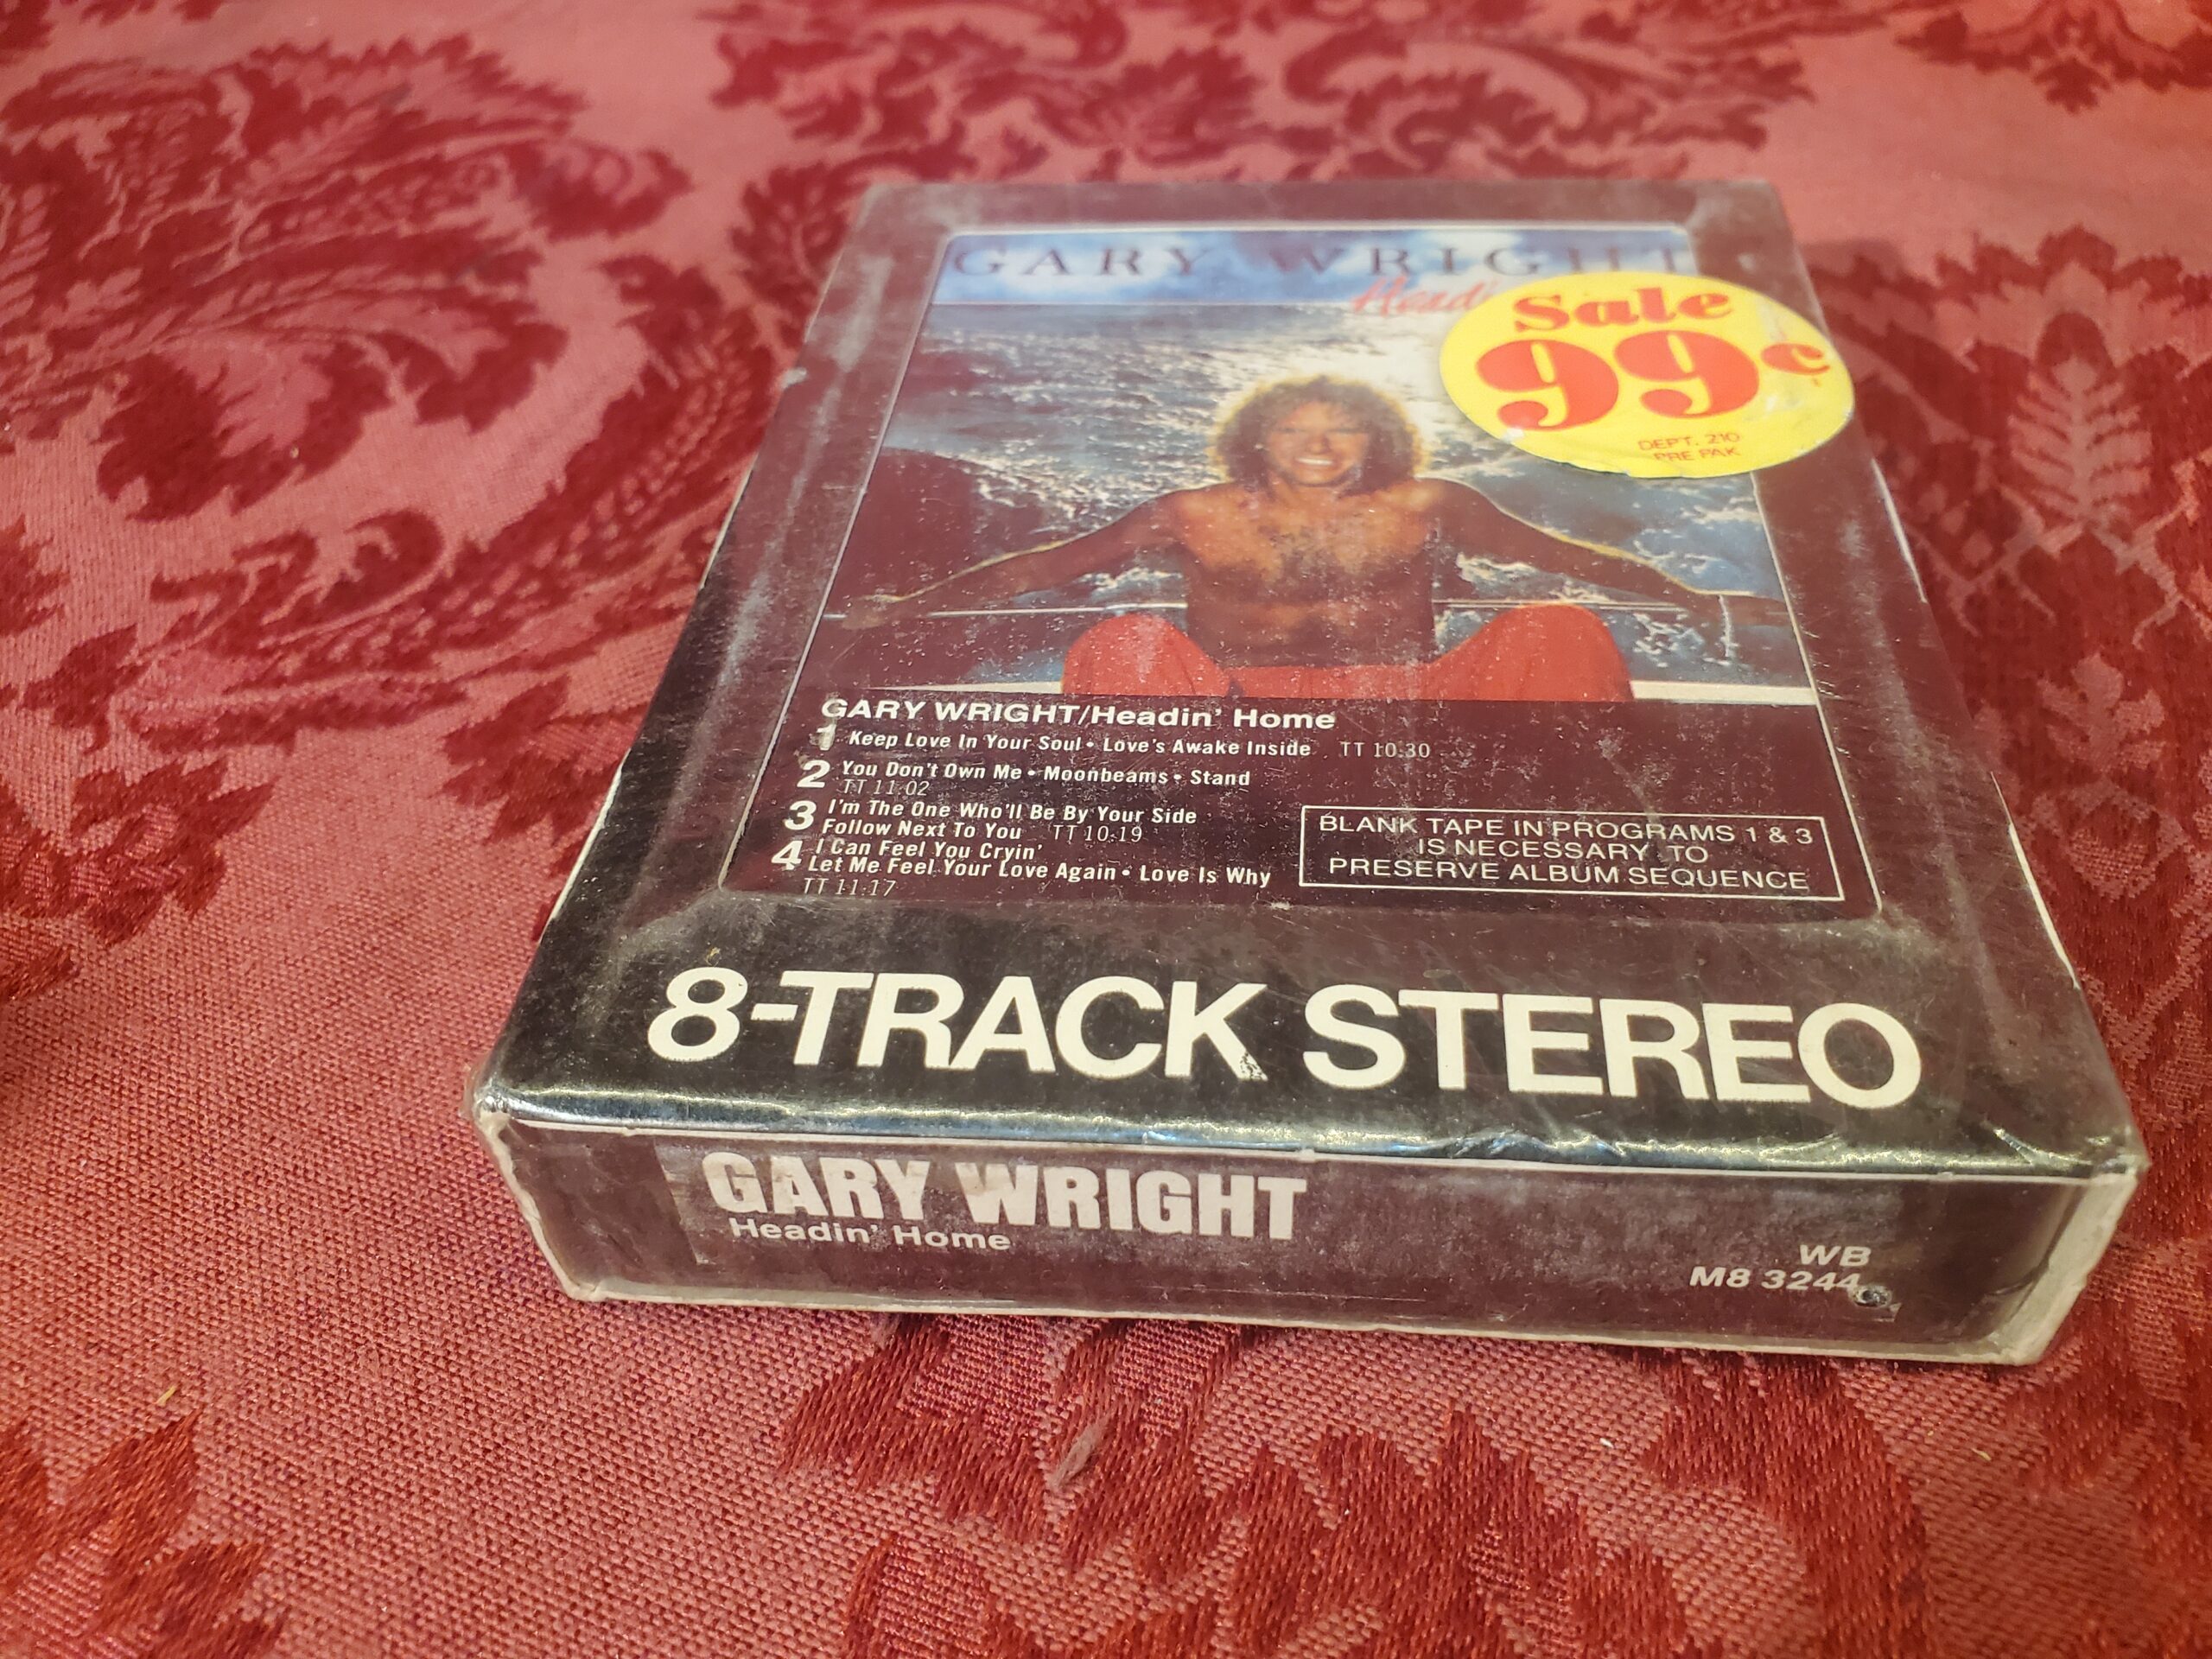 GARY WRIGHT
Headi
Sale
99¢
DEPT. 210
PRE PAK
GARY WRIGHT/Headin' Home
1 Keep Love In Your Soul • Love's Awake Inside TT 10:30
2 You Don't Own Me • Moonbeams • Stand
TT 11:02
3 I'm The One Who'll Be By Your Side
Follow Next To You TT 10:19
4 I Can Feel You Cryin'
Let Me Feel Your Love Again • Love Is Why
TT 11:17
BLANK TAPE IN PROGRAMS 1 & 3
IS NECESSARY TO
PRESERVE ALBUM SEQUENCE
8-TRACK STEREO
GARY WRIGHT
Headin' Home
WB
M8 3244